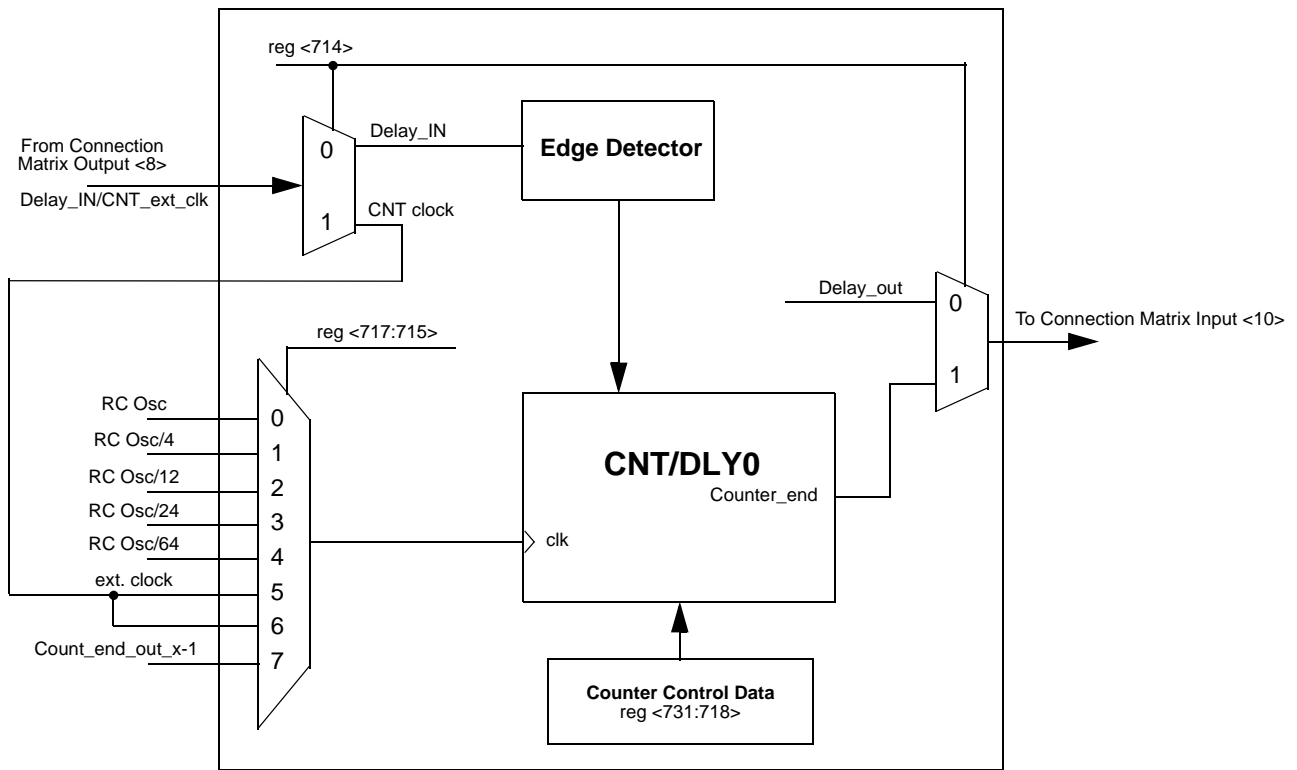 reg <714>
From Connection
Matrix Output <8>
Delay_IN/CNT_ext_clk
0
1
Delay_IN
CNT clock
Edge Detector
Delay_out
0
1
To Connection Matrix Input <10>
reg <717:715>
RC Osc
RC Osc/4
RC Osc/12
RC Osc/24
RC Osc/64
ext. clock
Count_end_out_x-1
0
1
2
3
4
5
6
7
CNT/DLY0
Counter_end
clk
Counter Control Data
reg <731:718>